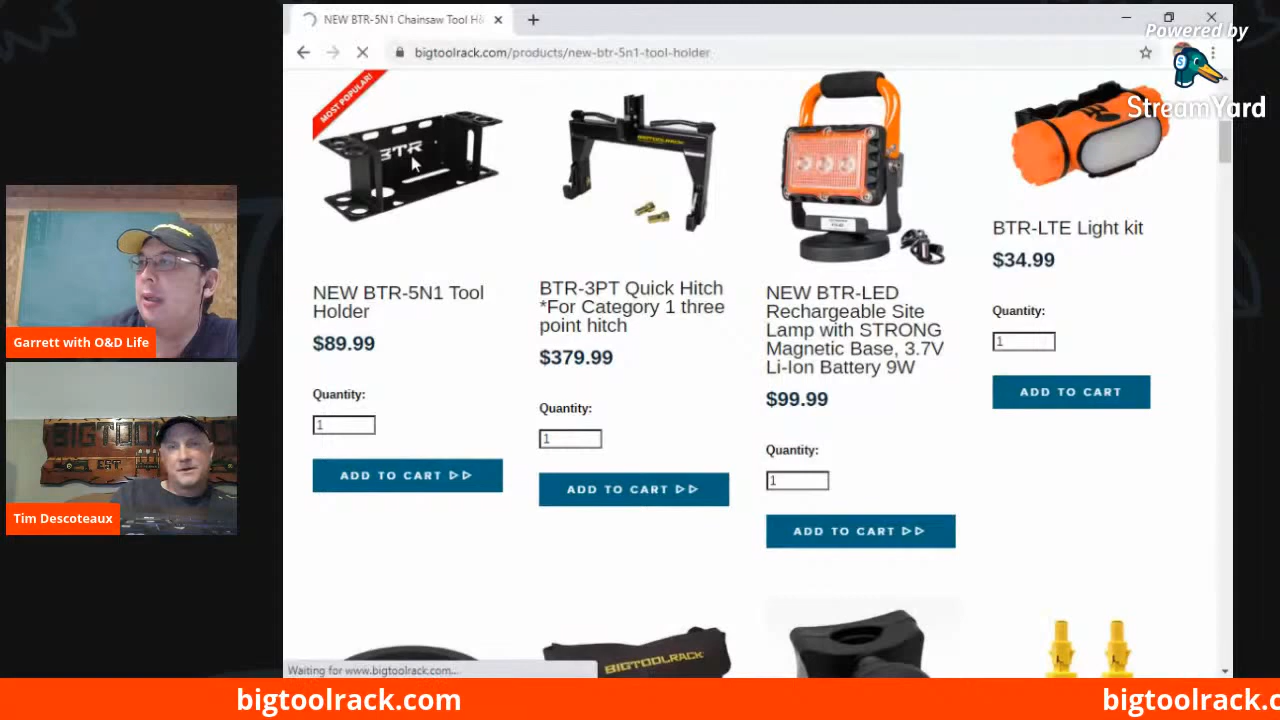 NEW BTR-5N1 Chainsaw Tool H
bigtoolrack.com/products/new-btr-5n1-tool-holder
Powered by
StreamYard
MOST POPULAR!
BTR
BIGTOOLRACK
NEW BTR-5N1 Tool
Holder
$89.99
Quantity:
1
ADD TO CART
BTR-3PT Quick Hitch
*For Category 1 three
point hitch
$379.99
Quantity:
1
ADD TO CART
NEW BTR-LED
Rechargeable Site
Lamp with STRONG
Magnetic Base, 3.7V
Li-Ion Battery 9W
$99.99
Quantity:
1
ADD TO CART
BTR-LTE Light kit
$34.99
Quantity:
1
ADD TO CART
BIGTOOLRACK
Waiting for www.bigtoolrack.com...
Garrett with O&D Life
BIGTOOLRACK
EST.
Tim Descoteaux
bigtoolrack.com
bigtoolrack.c